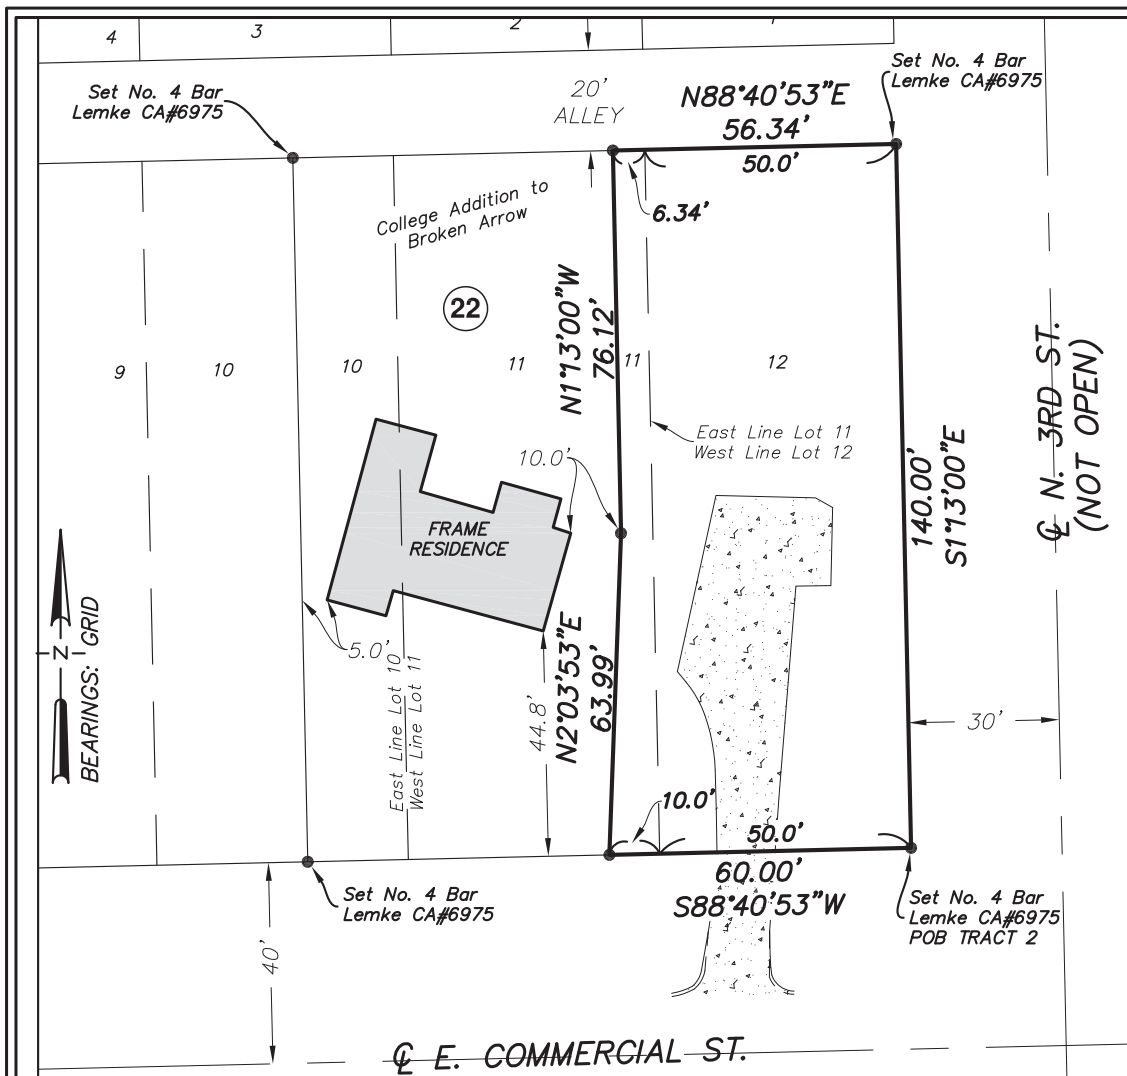 4
3
2
Set No. 4 Bar
Lemke CA#6975
20'
ALLEY
N88°40'53"E
56.34'
50.0'
6.34'
Set No. 4 Bar
Lemke CA#6975
College Addition to
Broken Arrow
22
N1°13'00"W
76.12'
9
10
10
11
11
12
East Line Lot 11
West Line Lot 12
10.0'
FRAME
RESIDENCE
140.00'
S1°13'00"E
℄ N. 3RD ST.
(NOT OPEN)
N
BEARINGS: GRID
5.0'
East Line Lot 10
West Line Lot 11
44.8'
N2°03'53"E
63.99'
30'
10.0'
50.0'
60.00'
S88°40'53"W
Set No. 4 Bar
Lemke CA#6975
Set No. 4 Bar
Lemke CA#6975
POB TRACT 2
40'
℄ E. COMMERCIAL ST.